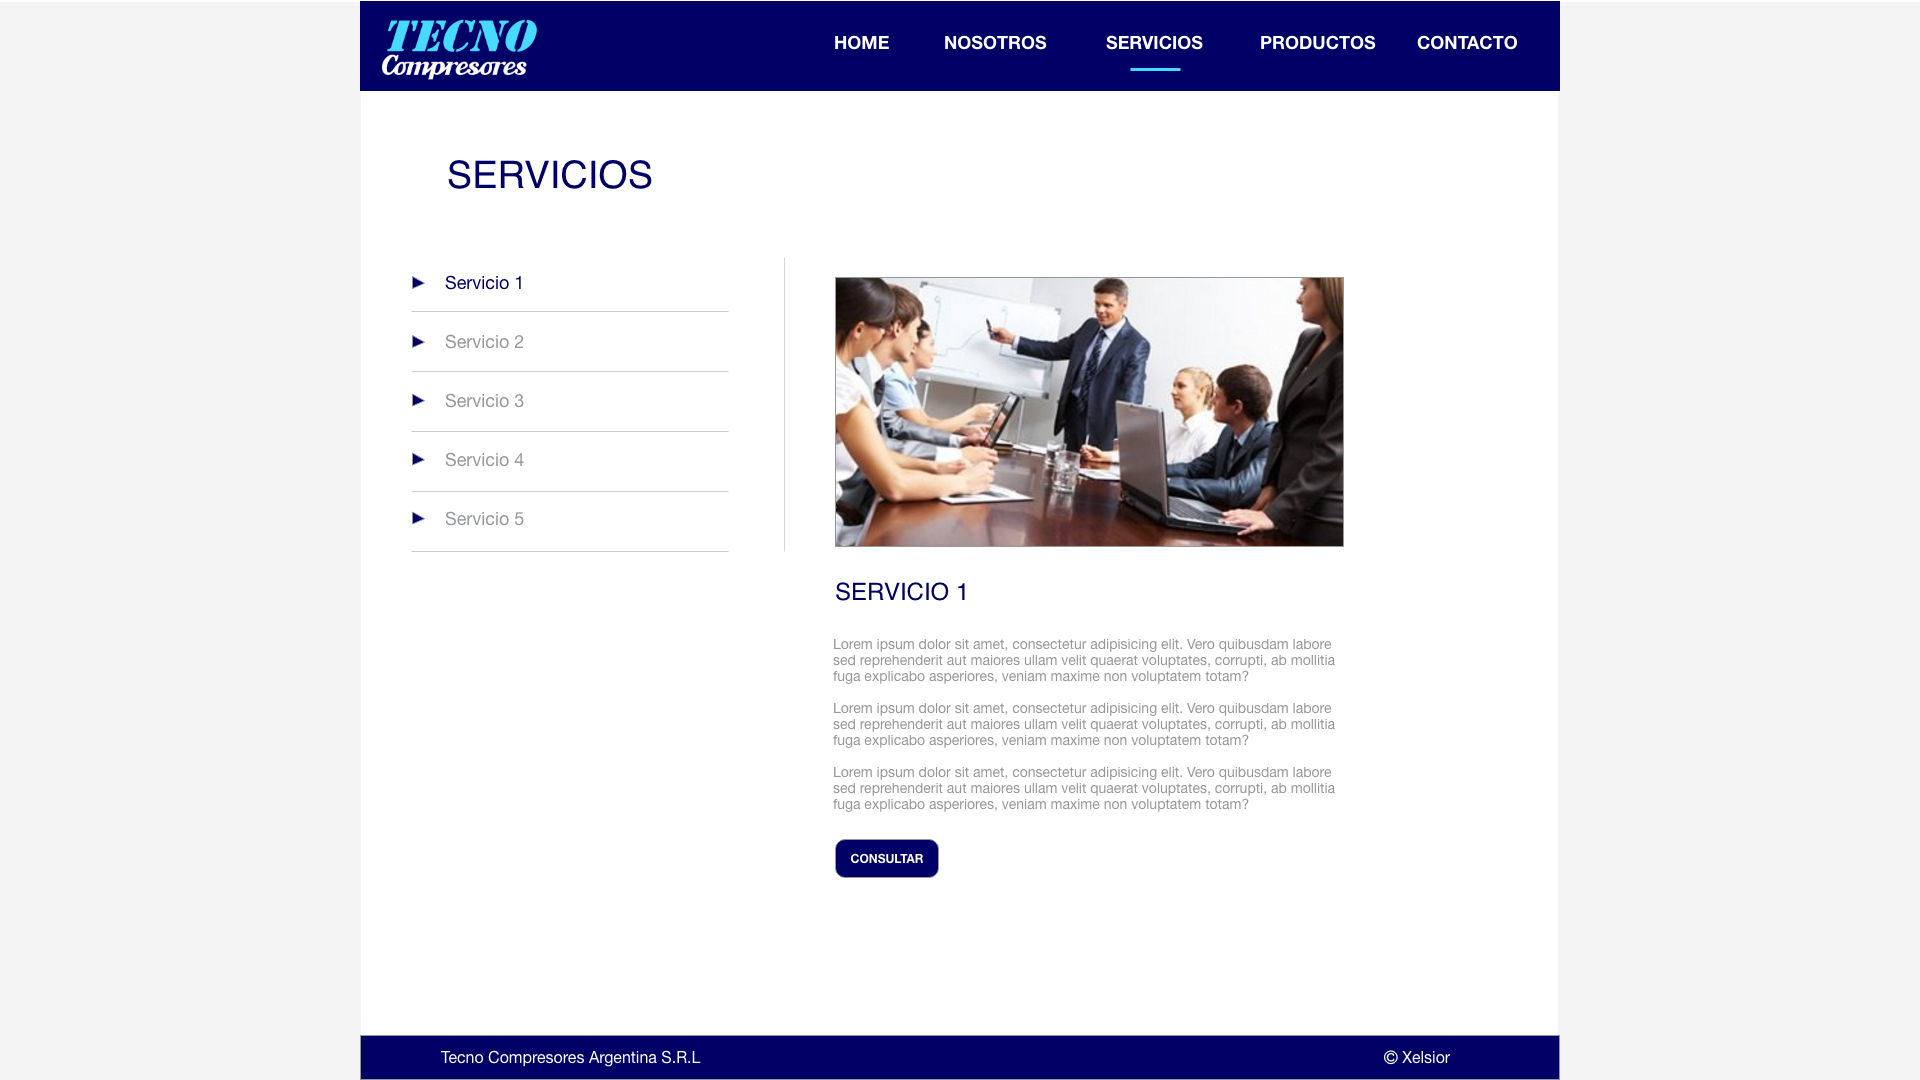 TECNO
Compresores
HOME NOSOTROS SERVICIOS PRODUCTOS CONTACTO
SERVICIOS
Servicio 1
Servicio 2
Servicio 3
Servicio 4
Servicio 5
SERVICIO 1
Lorem ipsum dolor sit amet, consectetur adipisicing elit. Vero quibusdam labore
sed reprehenderit aut maiores ullam velit quaerat voluptates, corrupti, ab mollitia
fuga explicabo asperiores, veniam maxime non voluptatem totam?
Lorem ipsum dolor sit amet, consectetur adipisicing elit. Vero quibusdam labore
sed reprehenderit aut maiores ullam velit quaerat voluptates, corrupti, ab mollitia
fuga explicabo asperiores, veniam maxime non voluptatem totam?
Lorem ipsum dolor sit amet, consectetur adipisicing elit. Vero quibusdam labore
sed reprehenderit aut maiores ullam velit quaerat voluptates, corrupti, ab mollitia
fuga explicabo asperiores, veniam maxime non voluptatem totam?
CONSULTAR
Tecno Compresores Argentina S.R.L
© Xelsior